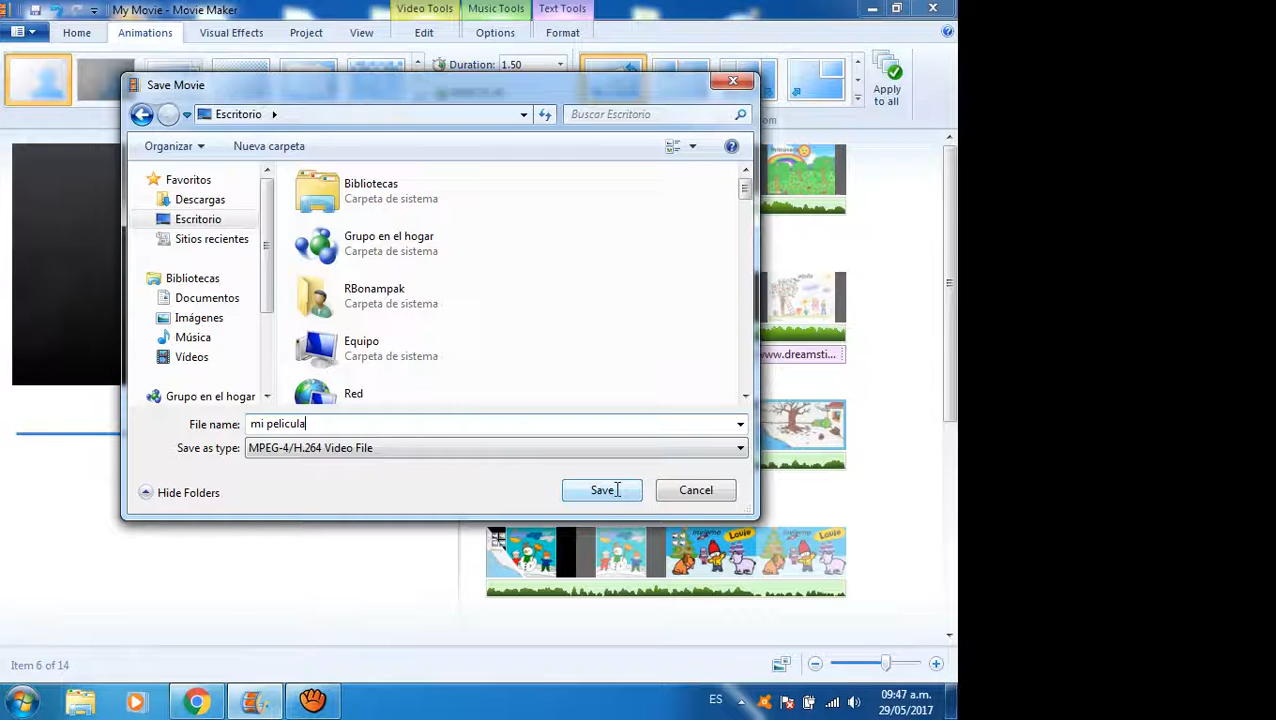 My Movie - Movie Maker
Video Tools
Music Tools
Text Tools
Home
Animations
Visual Effects
Project
View
Edit
Options
Format
Duration: 1.50
Apply
to all
Save Movie
Escritorio
Buscar Escritorio
Organizar
Nueva carpeta
Favoritos
Descargas
Escritorio
Sitios recientes
Bibliotecas
Documentos
Imágenes
Música
Vídeos
Grupo en el hogar
Bibliotecas
Carpeta de sistema
Grupo en el hogar
Carpeta de sistema
RBonampak
Carpeta de sistema
Equipo
Carpeta de sistema
Red
File name: mi pelicula
Save as type: MPEG-4/H.264 Video File
Hide Folders
Save
Cancel
www.dreamsti...
Louie
Louie
Item 6 of 14
ES
09:47 a.m.
29/05/2017